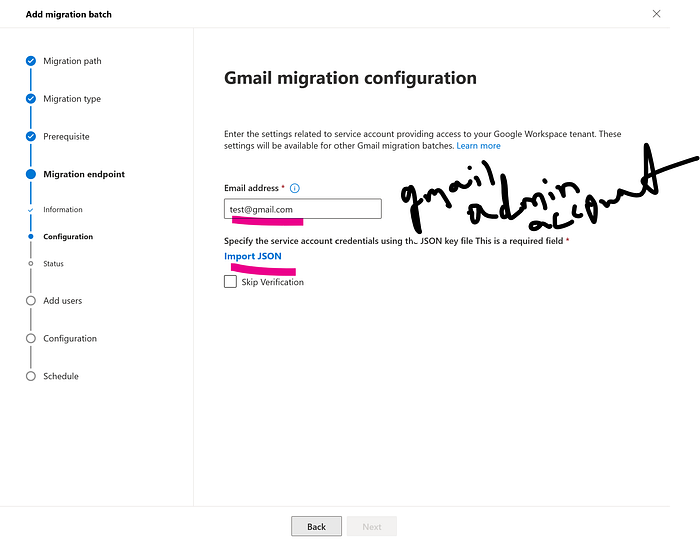 Add migration batch
Migration path
Migration type
Prerequisite
Migration endpoint
Information
Configuration
Status
Add users
Configuration
Schedule
Gmail migration configuration
Enter the settings related to service account providing access to your Google Workspace tenant. These
settings will be available for other Gmail migration batches. Learn more
Email address *
test@gmail.com
gmail
admin
account
Specify the service account credentials using the JSON key file This is a required field *
Import JSON
Skip Verification
Back
Next